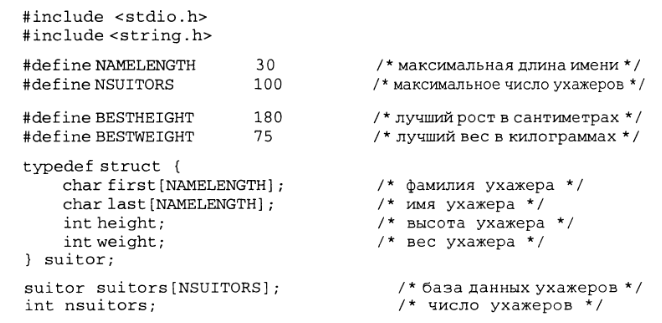 #include <stdio.h>
#include<string.h>
#define NAMELENGTH 30 /* максимальная длина имени */
#define NSUITORS 100 /* максимальное число ухажеров */
#define BESTHEIGHT 180 /* лучший рост в сантиметрах */
#define BESTWEIGHT 75 /* лучший вес в килограммах */
typedef struct {
char first[NAMELENGTH]; /* фамилия ухажера */
char last[NAMELENGTH]; /* имя ухажера */
int height; /* высота ухажера */
int weight; /* вес ухажера */
} suitor;
suitor suitors[NSUITORS]; /* база данных ухажеров */
int nsuitors; /* число ухажеров */